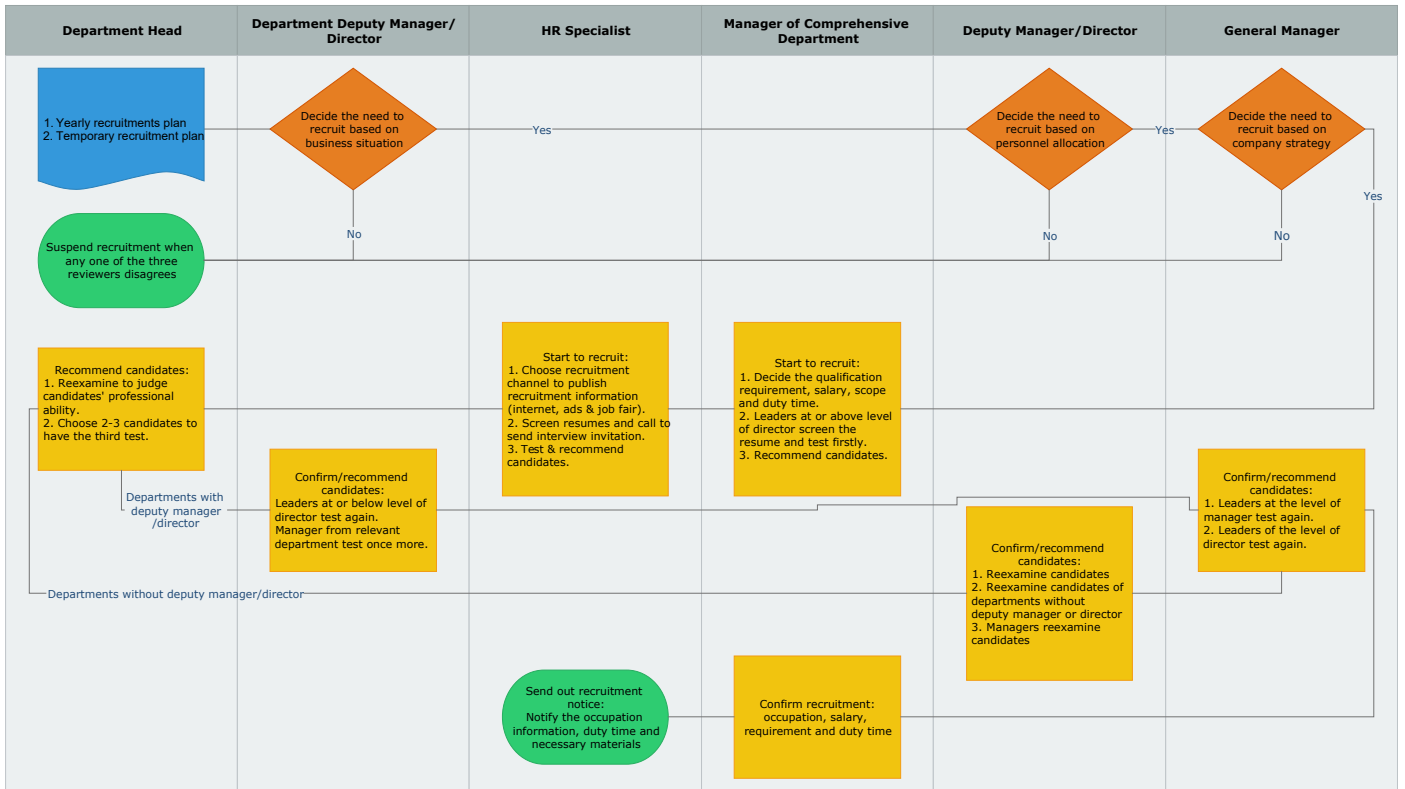 Department Head
Department Deputy Manager/
Director
HR Specialist
Manager of Comprehensive
Department
Deputy Manager/Director
General Manager
1. Yearly recruitments plan
2. Temporary recruitment plan
Decide the need to
recruit based on
business situation
Yes
Decide the need to
recruit based on
personnel allocation
Yes
Decide the need to
recruit based on
company strategy
Yes
No
No
No
Suspend recruitment when
any one of the three
reviewers disagrees
Recommend candidates:
1. Reexamine to judge
candidates' professional
ability.
2. Choose 2-3 candidates to
have the third test.
Start to recruit:
1. Choose recruitment
channel to publish
recruitment information
(internet, ads & job fair).
2. Screen resumes and call to
send interview invitation.
3. Test & recommend
candidates.
Start to recruit:
1. Decide the qualification
requirement, salary, scope
and duty time.
2. Leaders at or above level
of director screen the
resume and test firstly.
3. Recommend candidates.
Departments with
deputy manager
/director
Confirm/recommend
candidates:
Leaders at or below level of
director test again.
Manager from relevant
department test once more.
Confirm/recommend
candidates:
1. Reexamine candidates
2. Reexamine candidates of
departments without
deputy manager or director
3. Managers reexamine
candidates
Confirm/recommend
candidates:
1. Leaders at the level of
manager test again.
2. Leaders of the level of
director test again.
Departments without deputy manager/director
Send out recruitment
notice:
Notify the occupation
information, duty time and
necessary materials
Confirm recruitment:
occupation, salary,
requirement and duty time